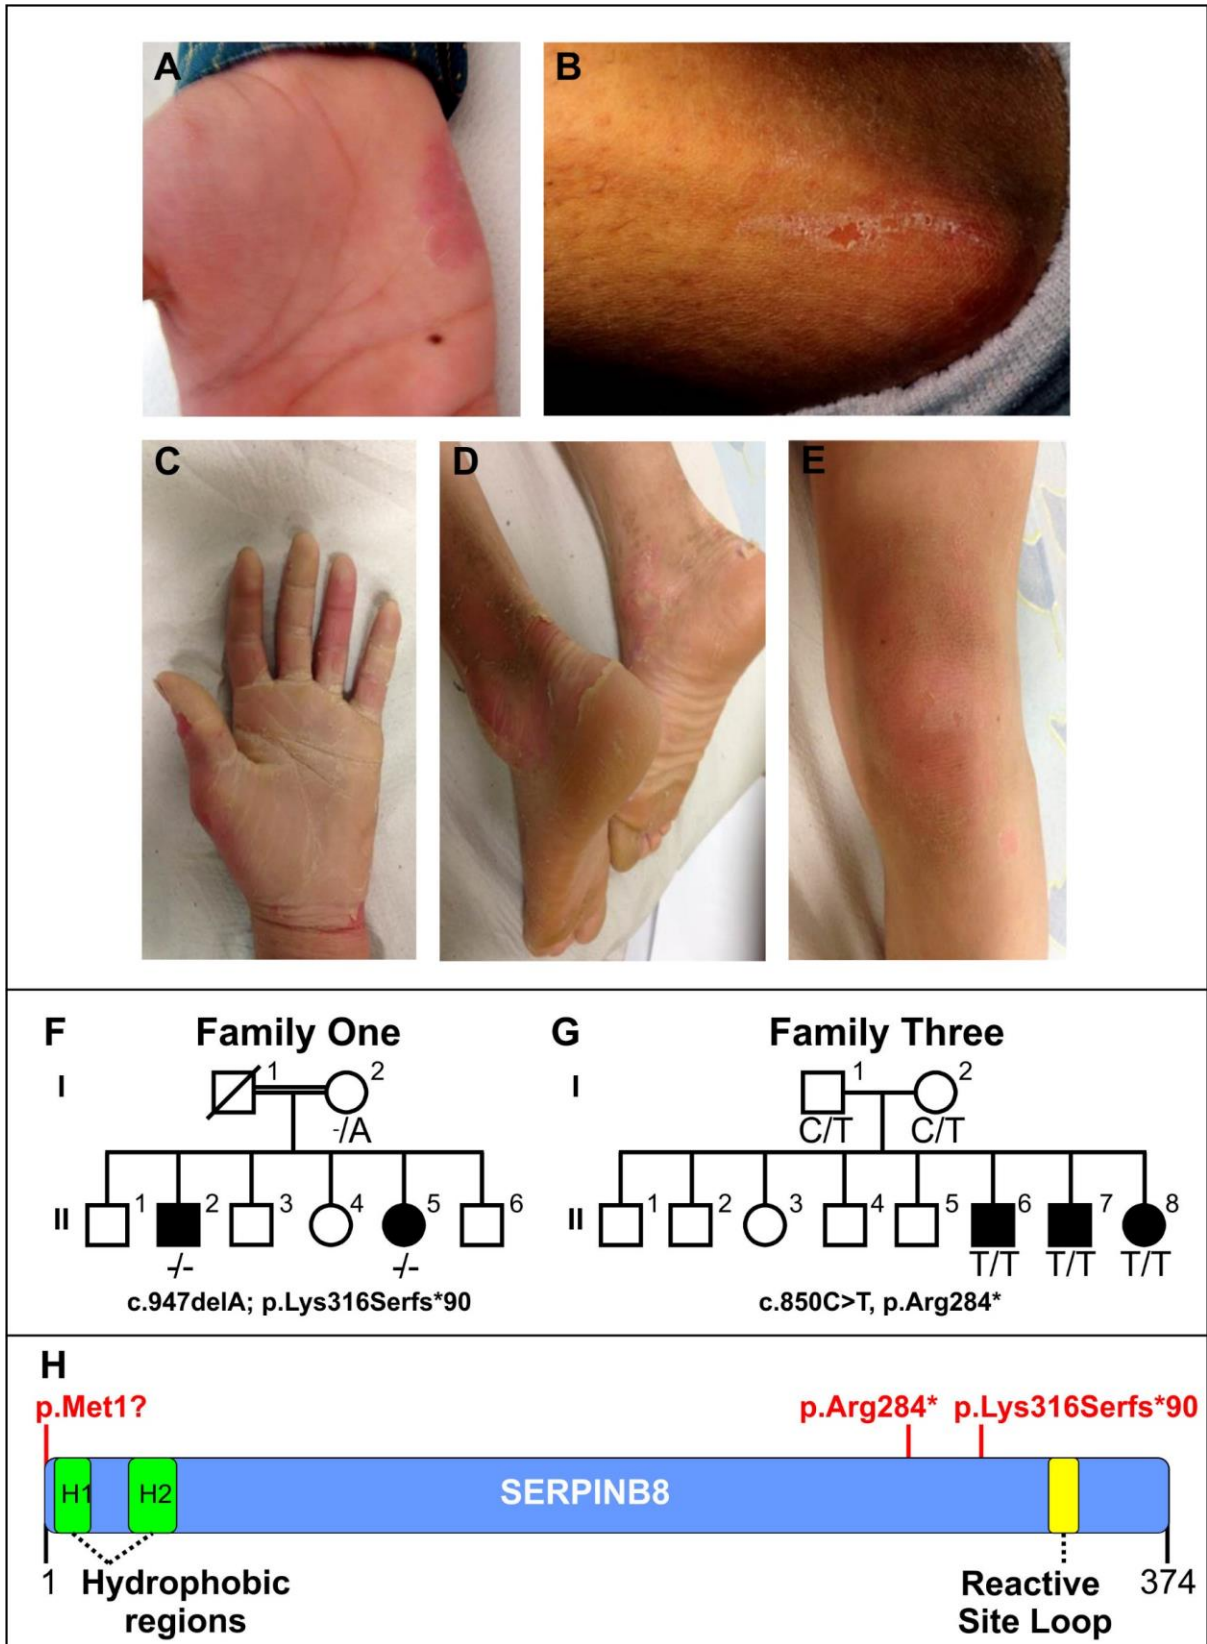 A
B
C
D
E
F Family One G Family Three
I 1 2 I 1 2
-/A C/T C/T
II 1 2 3 4 5 6 II 1 2 3 4 5 6 7 8
-/- -/- T/T T/T T/T
c.947delA; p.Lys316Serfs*90 c.850C>T, p.Arg284*
H
p.Met1? p.Arg284* p.Lys316Serfs*90
H1 H2 SERPINB8
1 Hydrophobic Reactive 374
regions Site Loop